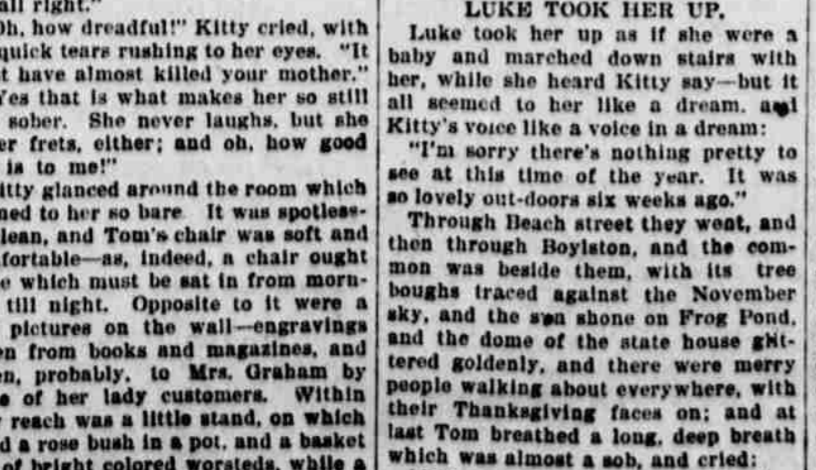 all right."
Oh, how dreadful!" Kitty cried, with
quick tears rushing to her eyes. "It
t have almost killed your mother."
Yes that is what makes her so still
sober. She never laughs, but she
er frets, either; and oh, how good
is to me!"
itty glanced around the room which
ned to her so bare. It was spotless-
lean, and Tom's chair was soft and
fortable—as, indeed, a chair ought
e which must be sat in from morn-
till night. Opposite to it were a
pictures on the wall—engravings
en from books and magazines, and
en, probably, to Mrs. Graham by
e of her lady customers. Within
reach was a little stand, on which
d a rose bush in a pot, and a basket
of bright colored worsteds, while a
LUKE TOOK HER UP.
Luke took her up as if she were a
baby and marched down stairs with
her, while she heard Kitty say—but it
all seemed to her like a dream, and
Kitty's voice like a voice in a dream:
"I'm sorry there's nothing pretty to
see at this time of the year. It was
so lovely out-doors six weeks ago."
Through Beach street they went, and
then through Boylston, and the com-
mon was beside them, with its tree
boughs traced against the November
sky, and the sun shone on Frog Pond,
and the dome of the state house glit-
tered goldenly, and there were merry
people walking about everywhere, with
their Thanksgiving faces on; and at
last Tom breathed a long, deep breath
which was almost a sob, and cried: